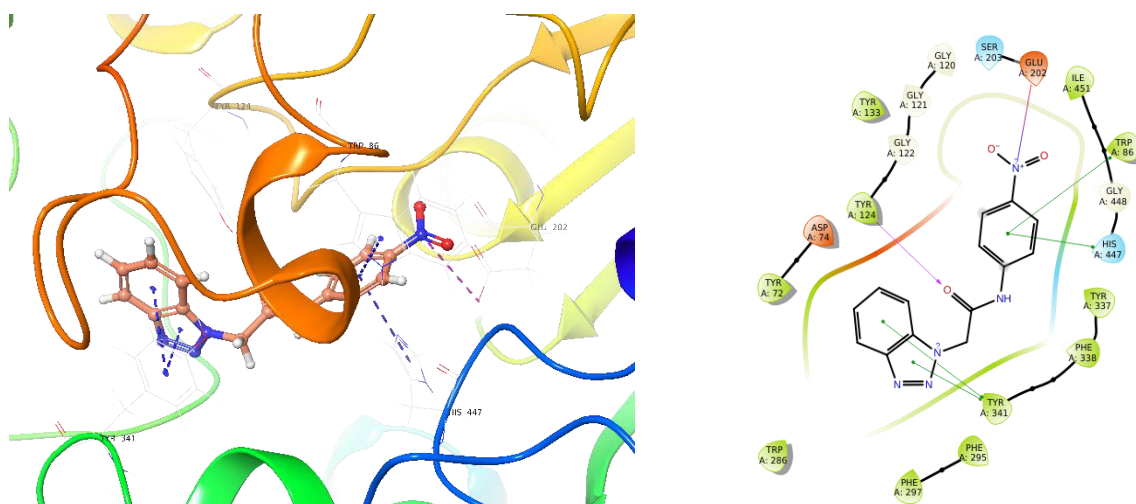 TYR 124
TRP 86
GLU 202
HIS 447
TYR 341
SER
A: 203
GLY
A: 120
GLU
A: 202
ILE
A: 451
TYR
A: 133
GLY
A: 121
GLY
A: 122
TRP
A: 86
GLY
A: 448
TYR
A: 124
ASP
A: 74
HIS
A: 447
TYR
A: 72
TYR
A: 337
PHE
A: 338
TYR
A: 341
TRP
A: 286
PHE
A: 295
PHE
A: 297
O⁻
N⁺
O
O
NH
N
N
N